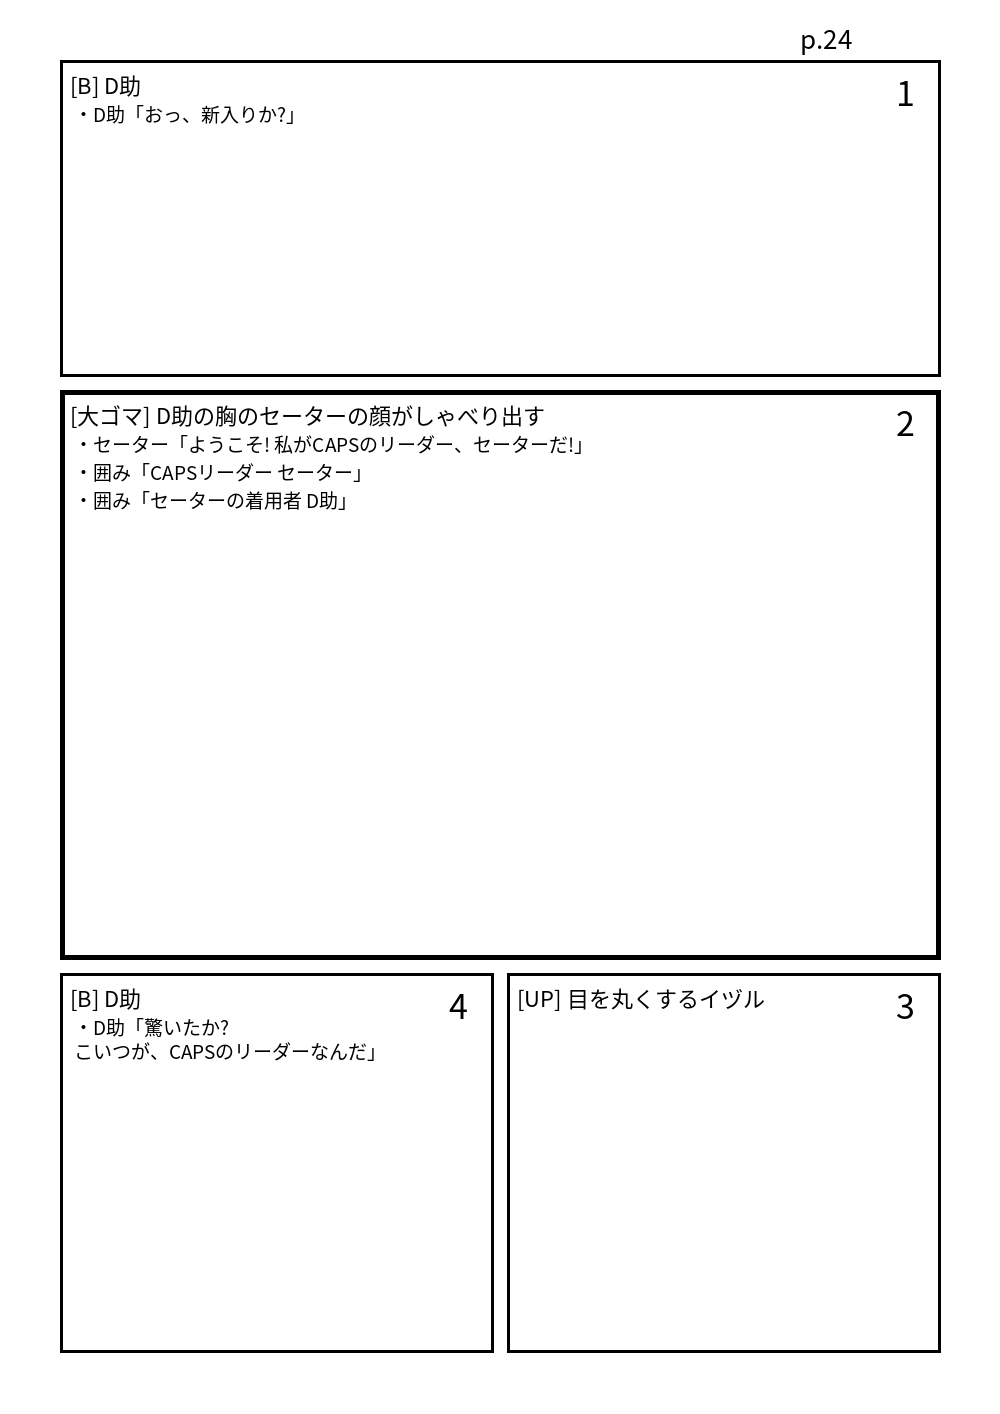 p.24
[B] D助
1
・D助「おっ、新入りか?」
[大ゴマ] D助の胸のセーターの顔がしゃべり出す
2
・セーター「ようこそ! 私がCAPSのリーダー、セーターだ!」
・囲み「CAPSリーダー セーター」
・囲み「セーターの着用者 D助」
[UP] 目を丸くするイヅル
3
[B] D助
4
・D助「驚いたか?
こいつが、CAPSのリーダーなんだ」